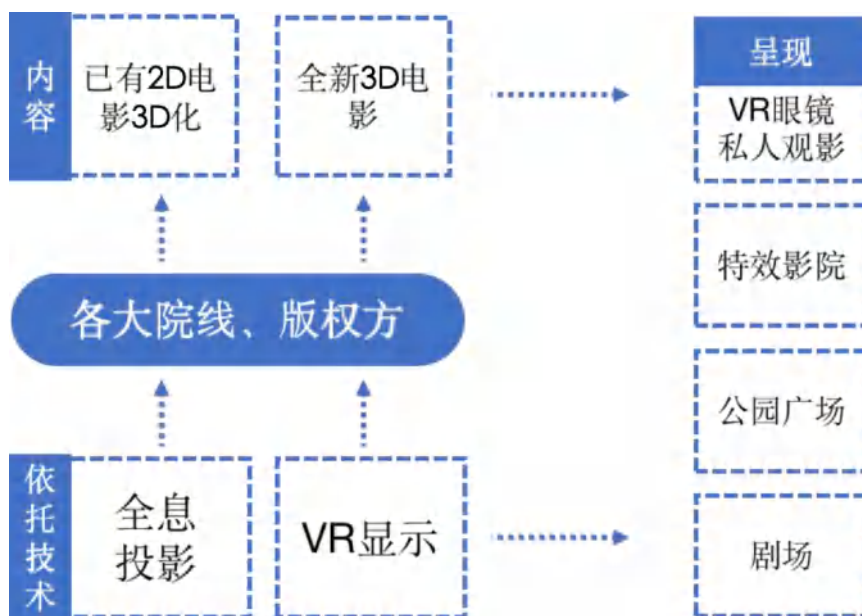 内容
已有2D电
影3D化
全新3D电
影
呈现
VR眼镜
私人观影
特效影院
各大院线、版权方
公园广场
依托技术
全息
投影
VR显示
剧场